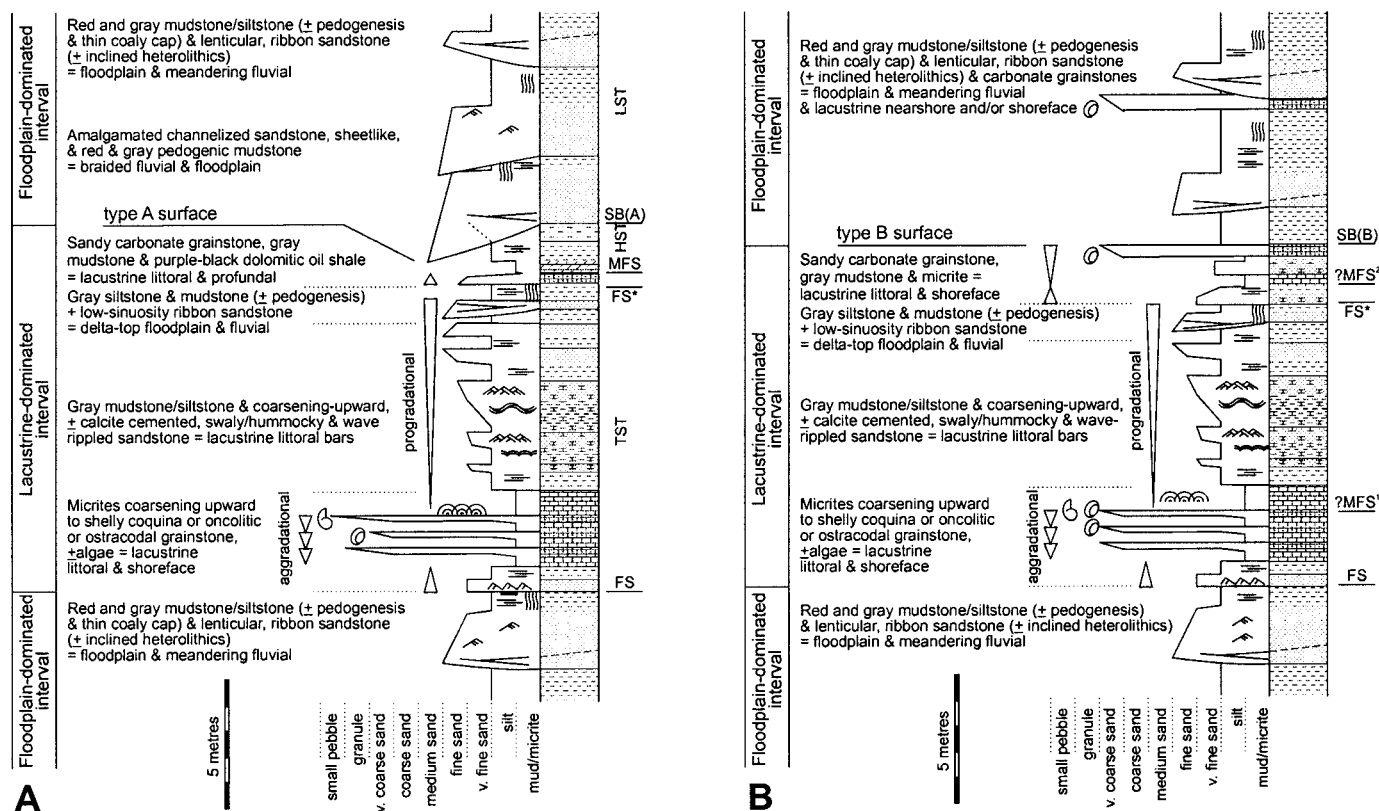 Floodplain-dominated
interval
Red and gray mudstone/siltstone (± pedogenesis
& thin coaly cap) & lenticular, ribbon sandstone
(± inclined heterolithics)
= floodplain & meandering fluvial
Amalgamated channelized sandstone, sheetlike,
& red & gray pedogenic mudstone
= braided fluvial & floodplain
type A surface
Lacustrine-dominated
interval
Sandy carbonate grainstone, gray
mudstone & purple-black dolomitic oil shale
= lacustrine littoral & profundal
Gray siltstone & mudstone (± pedogenesis)
+ low-sinuosity ribbon sandstone
= delta-top floodplain & fluvial
Gray mudstone/siltstone & coarsening-upward,
± calcite cemented, swaly/hummocky & wave
rippled sandstone = lacustrine littoral bars
Micrites coarsening upward
to shelly coquina or oncolitic
or ostracodal grainstone,
±algae = lacustrine
littoral & shoreface
progradational
aggradational
Floodplain-dominated
interval
Red and gray mudstone/siltstone (± pedogenesis
& thin coaly cap) & lenticular, ribbon sandstone
(± inclined heterolithics)
= floodplain & meandering fluvial
LST
SB(A)
HST
MFS
FS*
TST
FS
5 metres
small pebble
granule
v. coarse sand
coarse sand
medium sand
fine sand
v. fine sand
silt
mud/micrite
A
Floodplain-dominated
interval
Red and gray mudstone/siltstone (± pedogenesis
& thin coaly cap) & lenticular, ribbon sandstone
(± inclined heterolithics) & carbonate grainstones
= floodplain & meandering fluvial
& lacustrine nearshore and/or shoreface
type B surface
Lacustrine-dominated
interval
Sandy carbonate grainstone,
gray mudstone & micrite =
lacustrine littoral & shoreface
Gray siltstone & mudstone (± pedogenesis)
+ low-sinuosity ribbon sandstone
= delta-top floodplain & fluvial
Gray mudstone/siltstone & coarsening-upward,
± calcite cemented, swaly/hummocky & wave-
rippled sandstone = lacustrine littoral bars
Micrites coarsening upward
to shelly coquina or oncolitic
or ostracodal grainstone,
±algae = lacustrine
littoral & shoreface
progradational
aggradational
Floodplain-dominated
interval
Red and gray mudstone/siltstone (± pedogenesis)
& lenticular, ribbon sandstone (± inclined heterolithics)
= floodplain & meandering fluvial
SB(B)
?MFS²
FS*
?MFS¹
FS
5 metres
small pebble
granule
v. coarse sand
coarse sand
medium sand
fine sand
v. fine sand
silt
mud/micrite
B